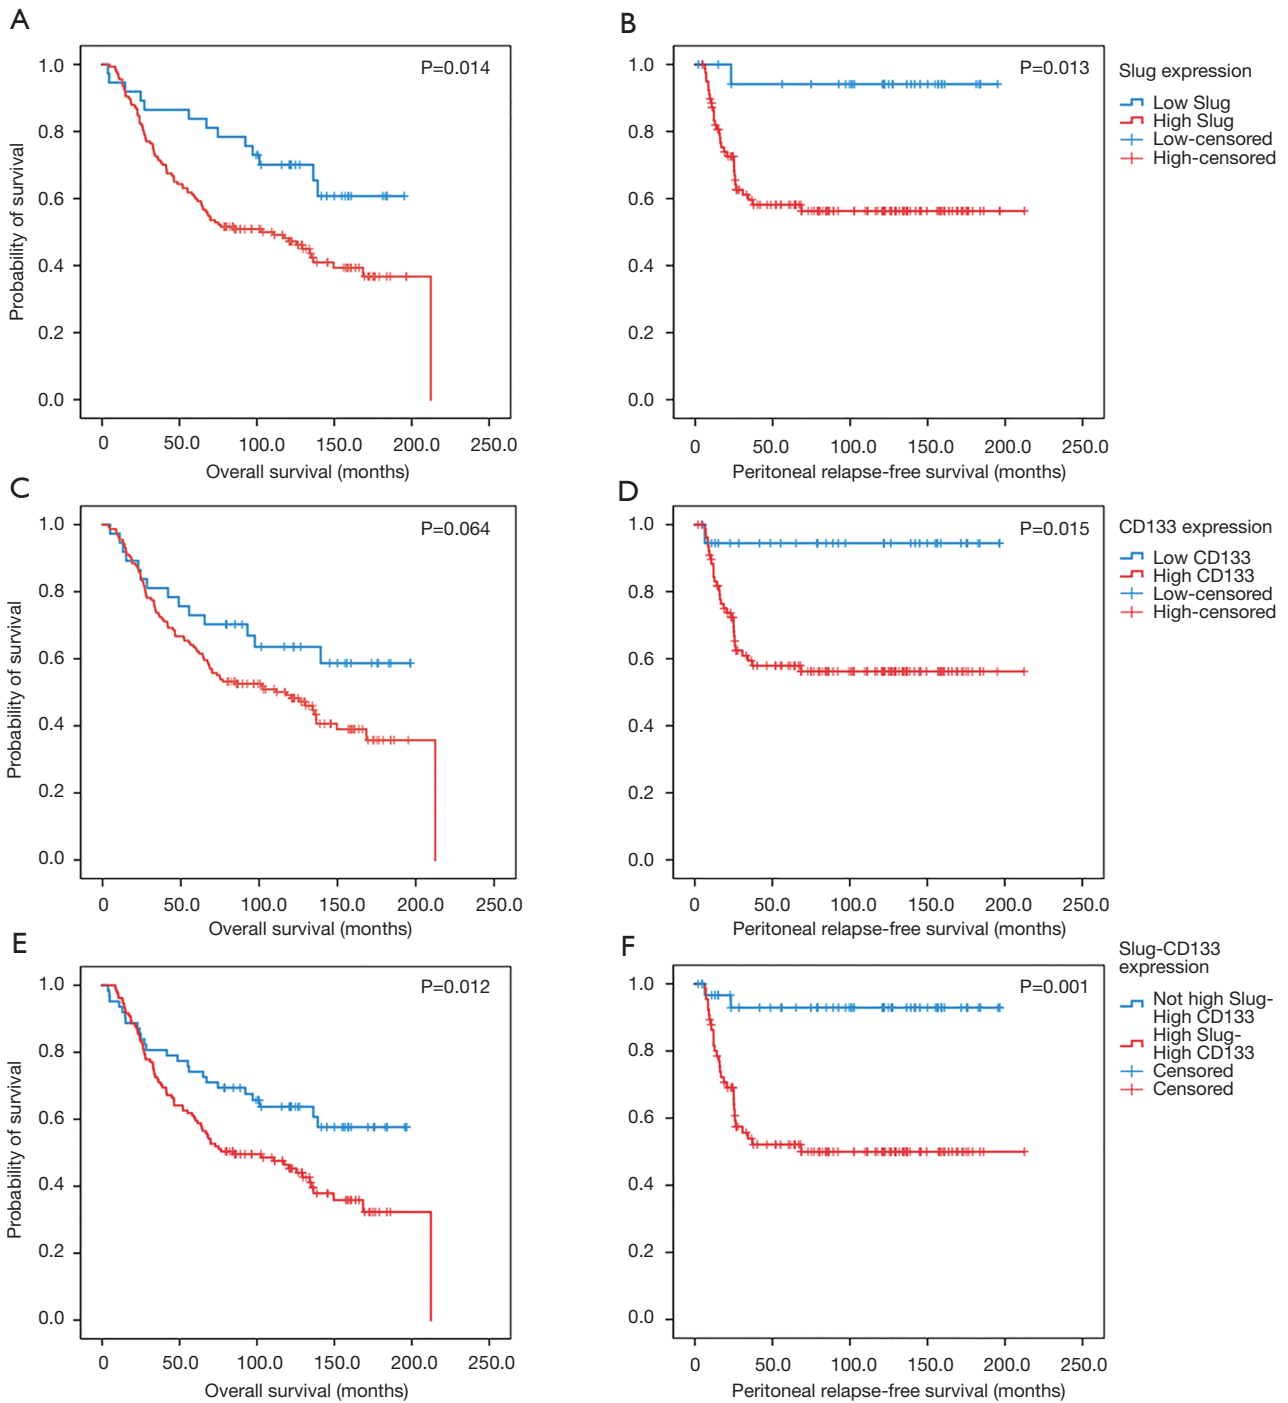 A
P=0.014
1.0
0.8
0.6
0.4
0.2
0.0
Probability of survival
0 50.0 100.0 150.0 200.0 250.0
Overall survival (months)
B
P=0.013
1.0
0.8
0.6
0.4
0.2
0.0
0 50.0 100.0 150.0 200.0 250.0
Peritoneal relapse-free survival (months)
Slug expression
Low Slug
High Slug
Low-censored
High-censored
C
P=0.064
1.0
0.8
0.6
0.4
0.2
0.0
Probability of survival
0 50.0 100.0 150.0 200.0 250.0
Overall survival (months)
D
P=0.015
1.0
0.8
0.6
0.4
0.2
0.0
0 50.0 100.0 150.0 200.0 250.0
Peritoneal relapse-free survival (months)
CD133 expression
Low CD133
High CD133
Low-censored
High-censored
E
P=0.012
1.0
0.8
0.6
0.4
0.2
0.0
Probability of survival
0 50.0 100.0 150.0 200.0 250.0
Overall survival (months)
F
P=0.001
1.0
0.8
0.6
0.4
0.2
0.0
0 50.0 100.0 150.0 200.0 250.0
Peritoneal relapse-free survival (months)
Slug-CD133
expression
Not high Slug-
High CD133
High Slug-
High CD133
Censored
Censored